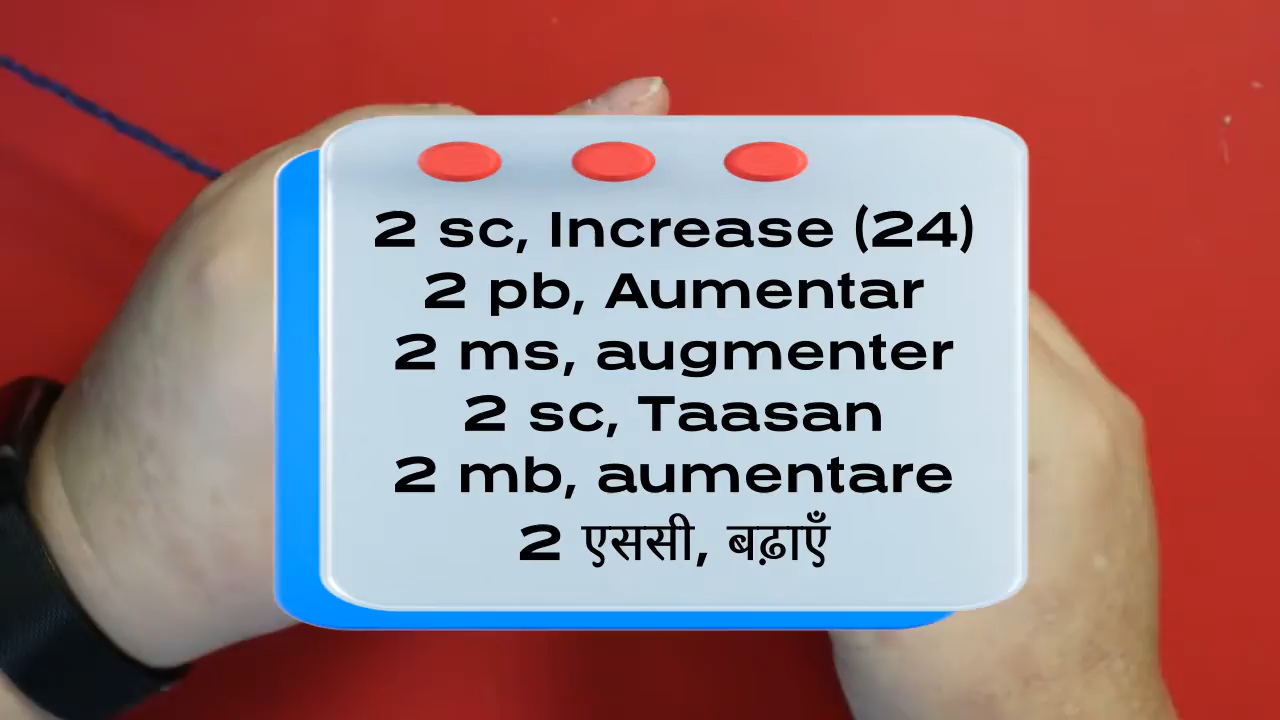 2 sc, Increase (24)
2 pb, Aumentar
2 ms, augmenter
2 sc, Taasan
2 mb, aumentare
2 एससी, बढ़ाएँ